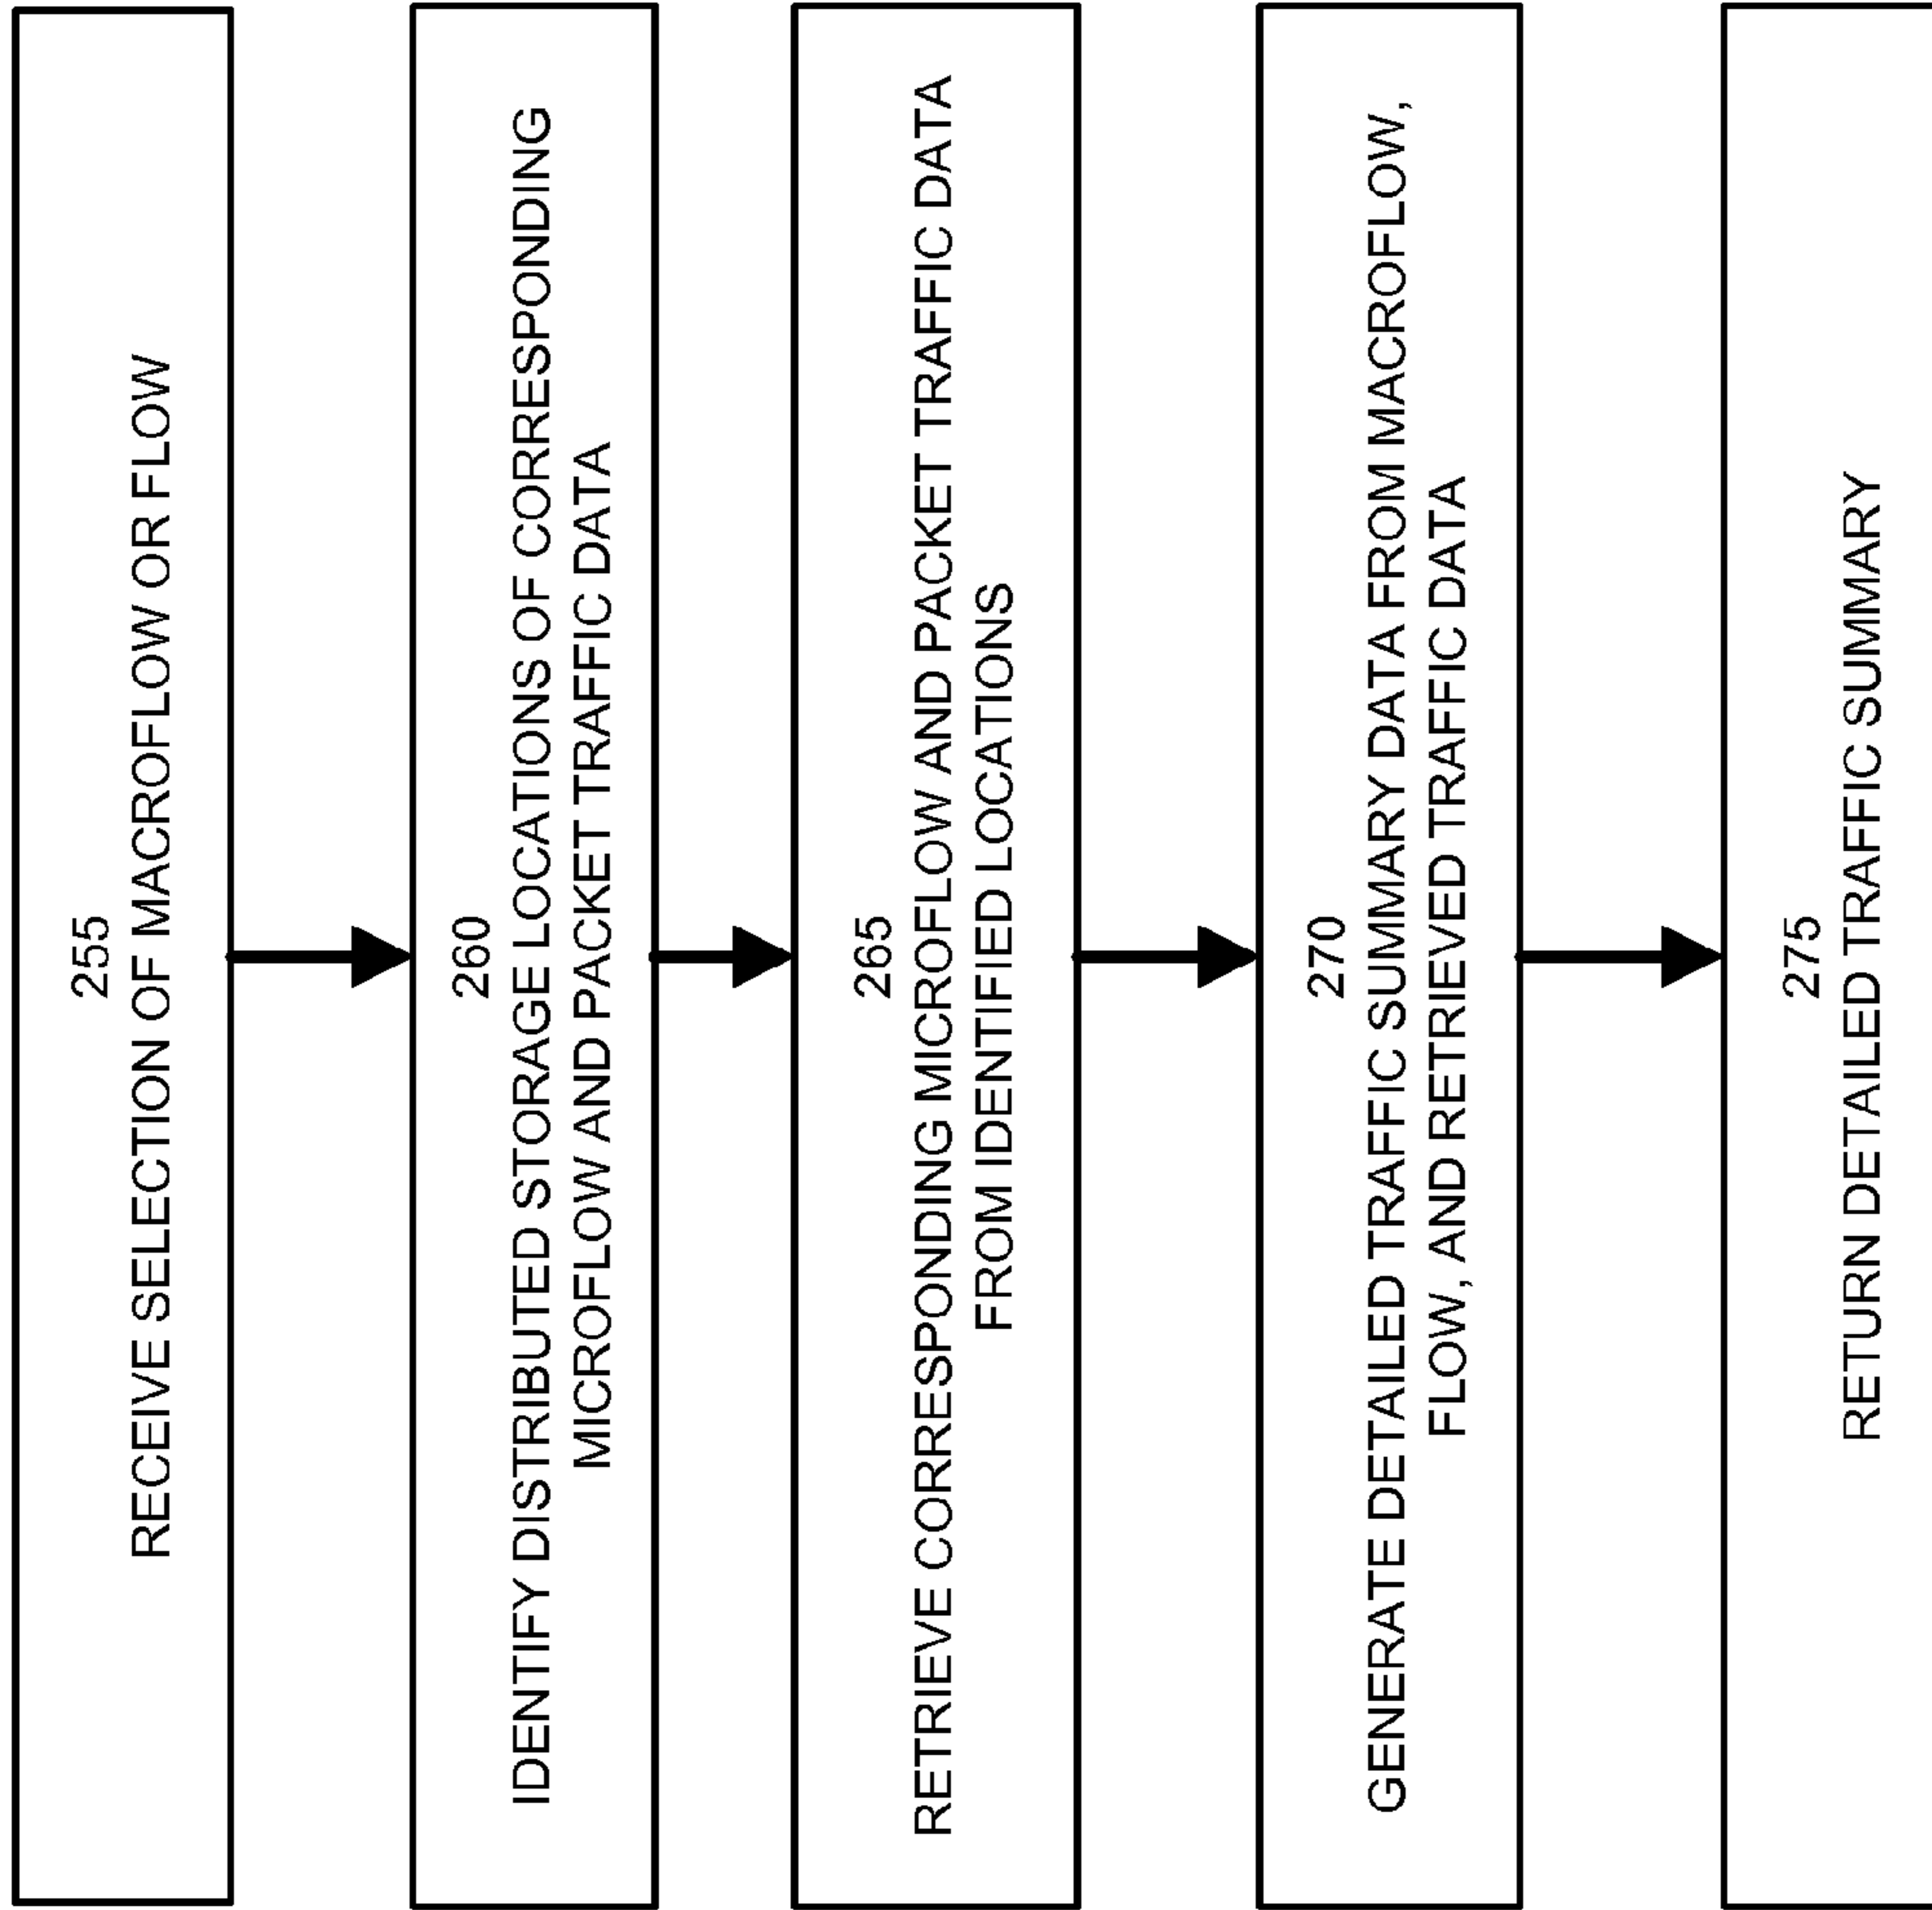 255
RECEIVE SELECTION OF MACROFLOW OR FLOW
260
IDENTIFY DISTRIBUTED STORAGE LOCATIONS OF CORRESPONDING
MICROFLOW AND PACKET TRAFFIC DATA
265
RETRIEVE CORRESPONDING MICROFLOW AND PACKET TRAFFIC DATA
FROM IDENTIFIED LOCATIONS
270
GENERATE DETAILED TRAFFIC SUMMARY DATA FROM MACROFLOW,
FLOW, AND RETRIEVED TRAFFIC DATA
275
RETURN DETAILED TRAFFIC SUMMARY